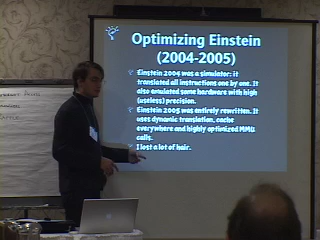 Optimizing Einstein
(2004-2005)
Einstein 2004 was a simulator: it
translated all instructions one by one. It
also emulated some hardware with high
(useless) precision.
Einstein 2005 was entirely rewritten. It
uses dynamic translation, cache
everywhere and highly optimized MMU
calls.
I lost a lot of hair.